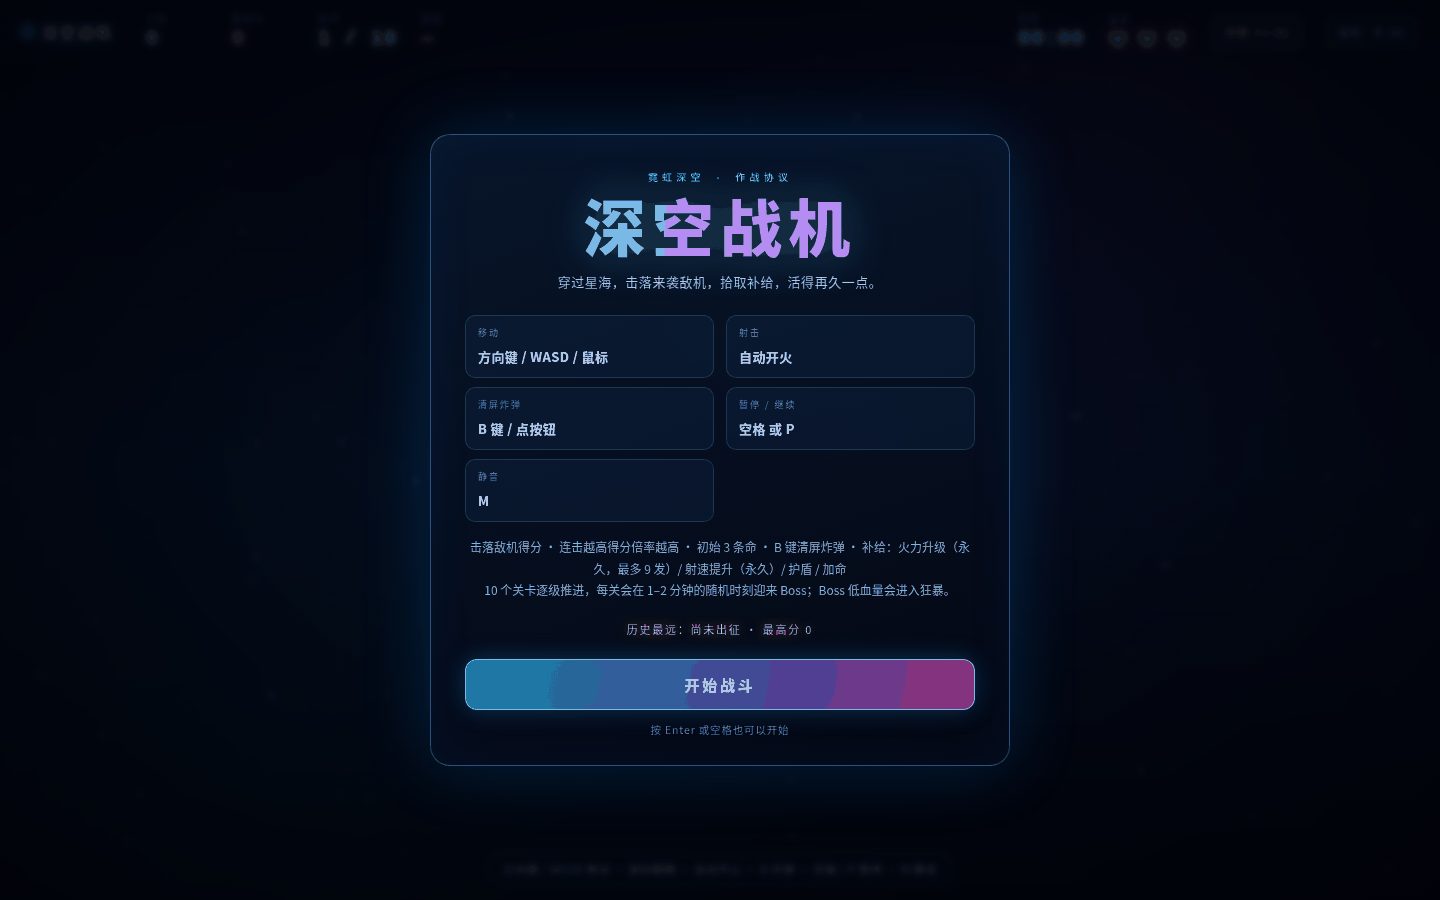 霓虹深空 · 作战协议
深空战机
穿过星海，击落来袭敌机，拾取补给，活得再久一点。
移动
方向键 / WASD / 鼠标
射击
自动开火
清屏炸弹
B 键 / 点按钮
暂停 / 继续
空格 或 P
静音
M
击落敌机得分 · 连击越高得分倍率越高 · 初始 3 条命 · B 键清屏炸弹 · 补给：火力升级（永
久，最多 9 发）/ 射速提升（永久）/ 护盾 / 加命
10 个关卡逐级推进，每关会在 1–2 分钟的随机时刻迎来 Boss；Boss 低血量会进入狂暴。
历史最远：尚未出征 · 最高分 0
开始战斗
按 Enter 或空格也可以开始